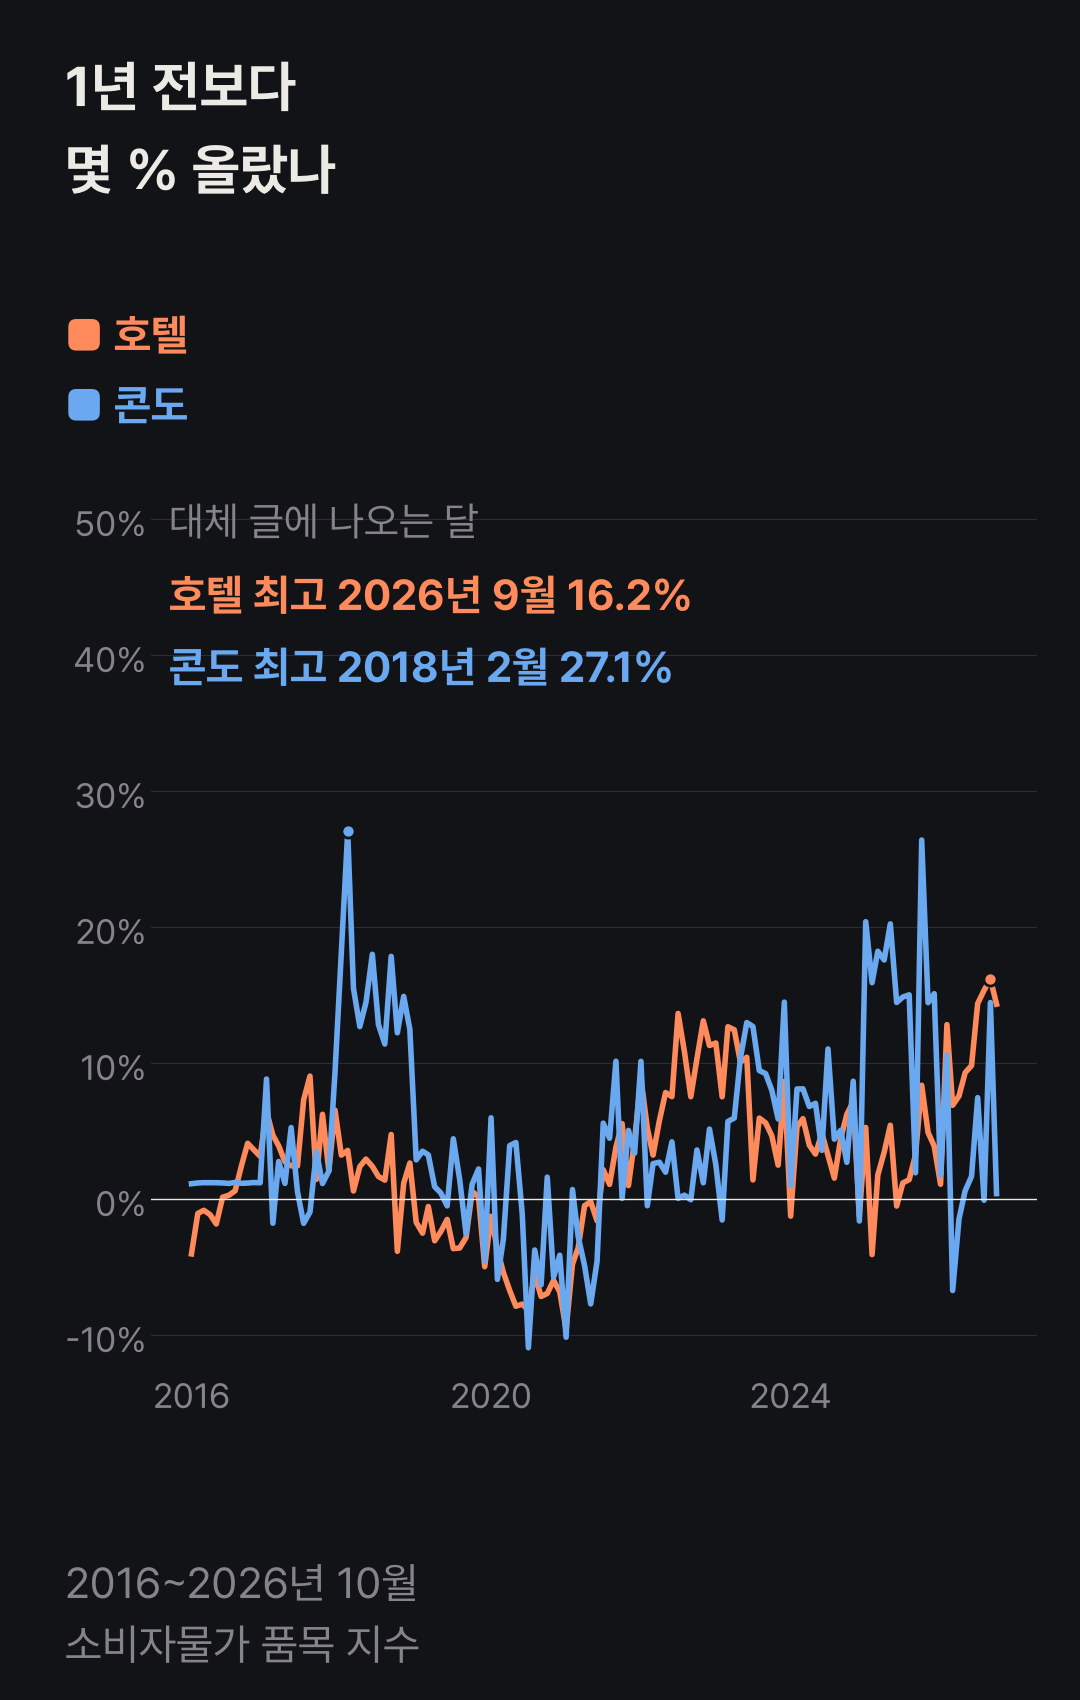 1년 전보다
몇 % 올랐나
호텔
콘도
50%
대체 글에 나오는 달
호텔 최고 2026년 9월 16.2%
40%
콘도 최고 2018년 2월 27.1%
30%
20%
10%
0%
-10%
2016 2020 2024
2016~2026년 10월
소비자물가 품목 지수